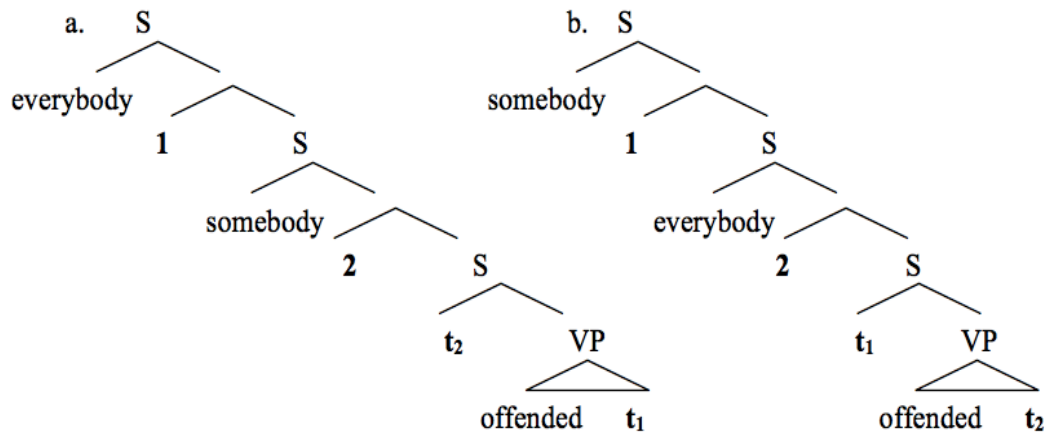 a. S b. S
everybody somebody
1 S 1 S
somebody everybody
2 S 2 S
t₂ VP t₁ VP
offended t₁ offended t₂